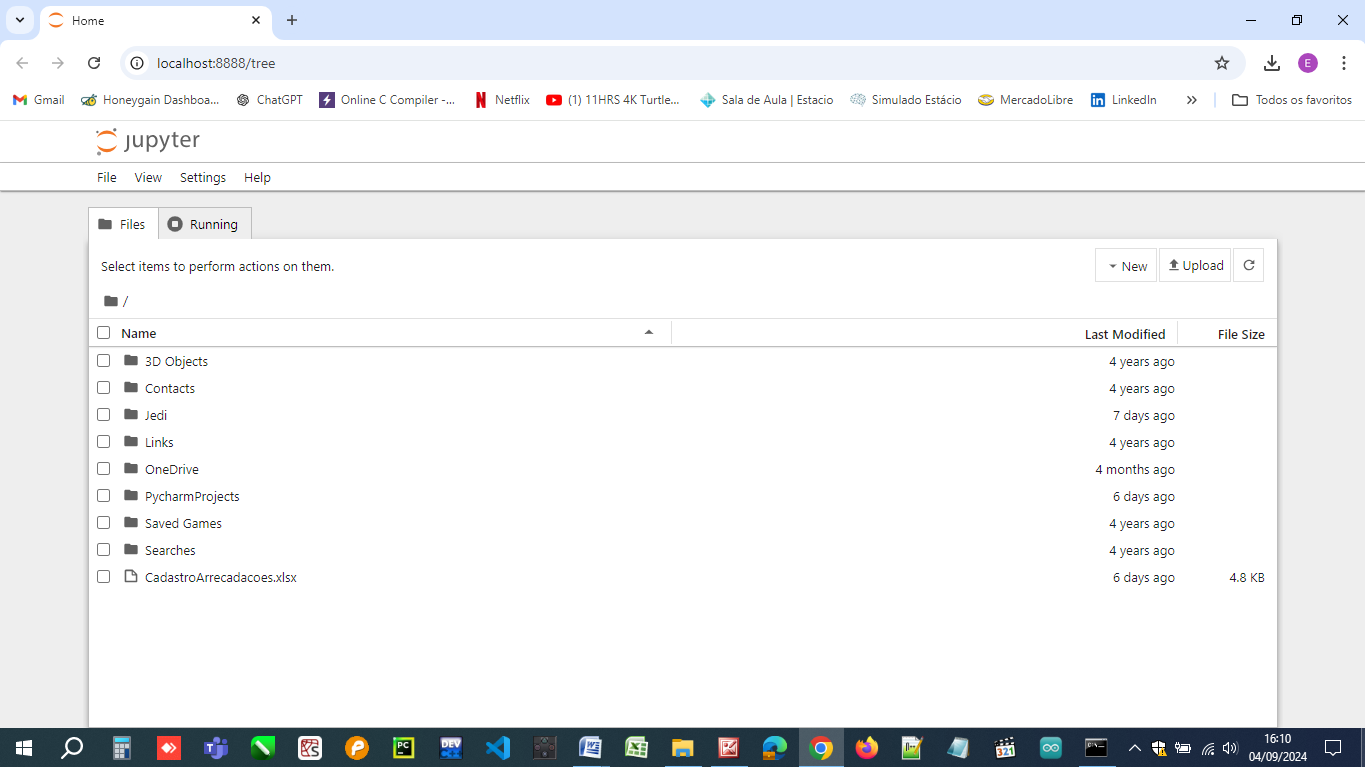 Home
localhost:8888/tree
E
Gmail Honeygain Dashboa... ChatGPT Online C Compiler -... Netflix (1) 11HRS 4K Turtle... Sala de Aula | Estacio Simulado Estácio MercadoLibre LinkedIn Todos os favoritos
jupyter
File View Settings Help
Files Running
Select items to perform actions on them. New Upload
/
Name Last Modified File Size
3D Objects 4 years ago
Contacts 4 years ago
Jedi 7 days ago
Links 4 years ago
OneDrive 4 months ago
PycharmProjects 6 days ago
Saved Games 4 years ago
Searches 4 years ago
CadastroArrecadacoes.xlsx 6 days ago 4.8 KB
PC DEV 321
16:10
04/09/2024